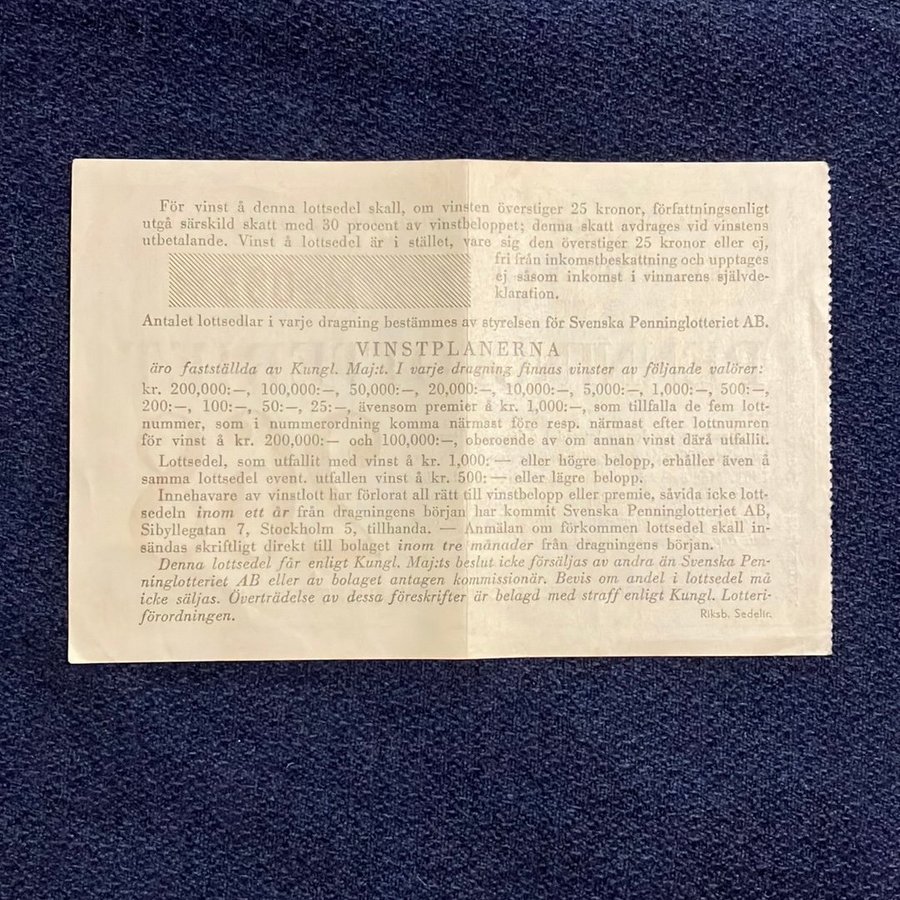 För vinst å denna lottsedel skall, om vinsten överstiger 25 kronor, författningsenligt
utgå särskild skatt med 30 procent av vinstbeloppet; denna skatt avdrages vid vinstens
utbetalande. Vinst å lottsedel är i stället, vare sig den överstiger 25 kronor eller ej,
fri från inkomstbeskattning och upptages
ej såsom inkomst i vinnarens självde-
klaration.
Antalet lottsedlar i varje dragning bestämmes av styrelsen för Svenska Penninglotteriet AB.
VINSTPLANERNA
äro fastställda av Kungl. Maj:t. I varje dragning finnas vinster av följande valörer:
kr. 200,000:—, 100,000:—, 50,000:—, 20,000:—, 10,000:—, 5,000:—, 1,000:—, 500:—,
200:—, 100:—, 50:—, 25:—, ävensom premier å kr. 1,000:—, som tillfalla de fem lott-
nummer, som i nummerordning komma närmast före resp. närmast efter lottnumren
för vinst å kr. 200,000:— och 100,000:—, oberoende av om annan vinst därå utfallit.
Lottsedel, som utfallit med vinst å kr. 1,000:— eller högre belopp, erhåller även å
samma lottsedel event. utfallen vinst å kr. 500:— eller lägre belopp.
Innehavare av vinstlott har förlorat all rätt till vinstbelopp eller premie, såvida icke lott-
sedeln inom ett år från dragningens början har kommit Svenska Penninglotteriet AB,
Sibyllegatan 7, Stockholm 5, tillhanda. — Anmälan om förkommen lottsedel skall in-
sändas skriftligt direkt till bolaget inom tre månader från dragningens början.
Denna lottsedel får enligt Kungl. Maj:ts beslut icke försäljas av andra än Svenska Pen-
ninglotteriet AB eller av bolaget antagen kommissionär. Bevis om andel i lottsedel må
icke säljas. Överträdelse av dessa föreskrifter är belagd med straff enligt Kungl. Lotteri-
förordningen.
Riksb. Sedeltr.